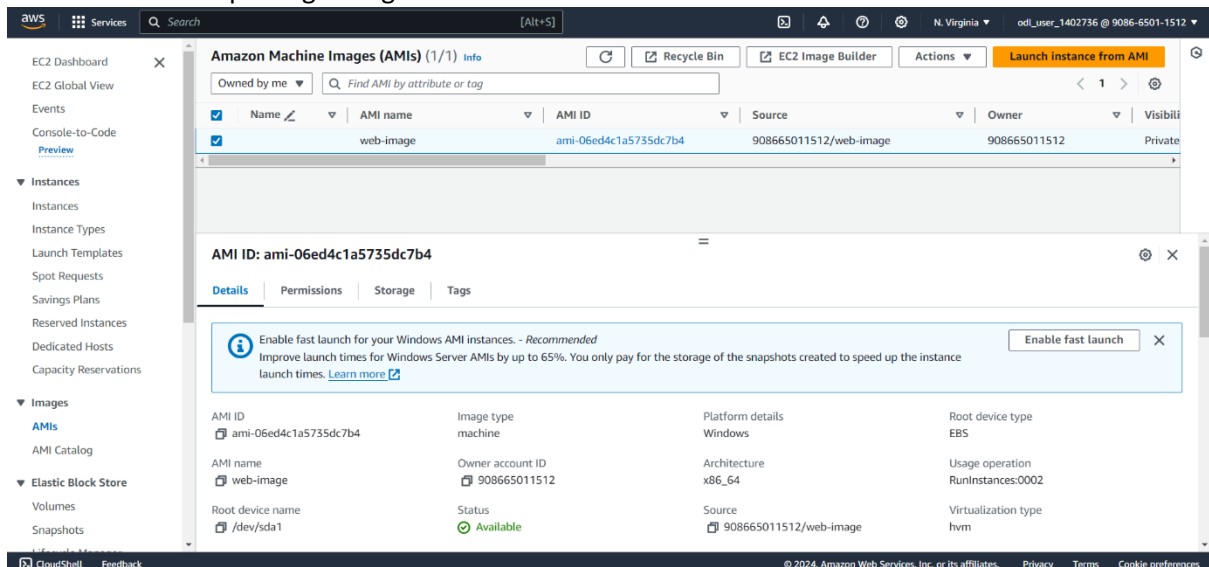 aws
Services
Search
[Alt+S]
N. Virginia
odl_user_1402736 @ 9086-6501-1512
EC2 Dashboard
EC2 Global View
Events
Console-to-Code
Preview
Instances
Instances
Instance Types
Launch Templates
Spot Requests
Savings Plans
Reserved Instances
Dedicated Hosts
Capacity Reservations
Images
AMIs
AMI Catalog
Elastic Block Store
Volumes
Snapshots
Amazon Machine Images (AMIs) (1/1) Info
Recycle Bin
EC2 Image Builder
Actions
Launch instance from AMI
Owned by me
Find AMI by attribute or tag
1
Name AMI name AMI ID Source Owner Visibili
web-image ami-06ed4c1a5735dc7b4 908665011512/web-image 908665011512 Private
AMI ID: ami-06ed4c1a5735dc7b4
Details Permissions Storage Tags
Enable fast launch for your Windows AMI instances. - Recommended
Improve launch times for Windows Server AMIs by up to 65%. You only pay for the storage of the snapshots created to speed up the instance
launch times. Learn more
Enable fast launch
AMI ID Image type Platform details Root device type
ami-06ed4c1a5735dc7b4 machine Windows EBS
AMI name Owner account ID Architecture Usage operation
web-image 908665011512 x86_64 RunInstances:0002
Root device name Status Source Virtualization type
/dev/sda1 Available 908665011512/web-image hvm
CloudShell Feedback
© 2024, Amazon Web Services, Inc. or its affiliates. Privacy Terms Cookie preferences